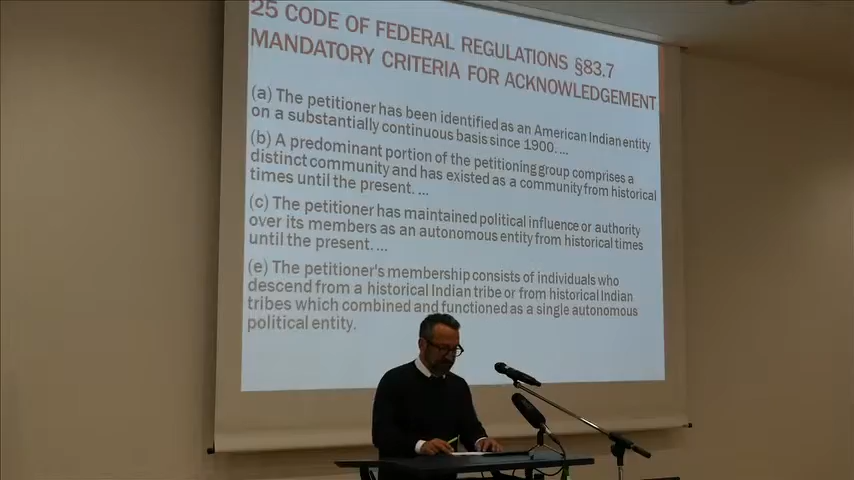 25 CODE OF FEDERAL REGULATIONS §83.7
MANDATORY CRITERIA FOR ACKNOWLEDGEMENT
(a) The petitioner has been identified as an American Indian entity
on a substantially continuous basis since 1900. ...
(b) A predominant portion of the petitioning group comprises a
distinct community and has existed as a community from historical
times until the present. ...
(c) The petitioner has maintained political influence or authority
over its members as an autonomous entity from historical times
until the present. ...
(e) The petitioner's membership consists of individuals who
descend from a historical Indian tribe or from historical Indian
tribes which combined and functioned as a single autonomous
political entity.